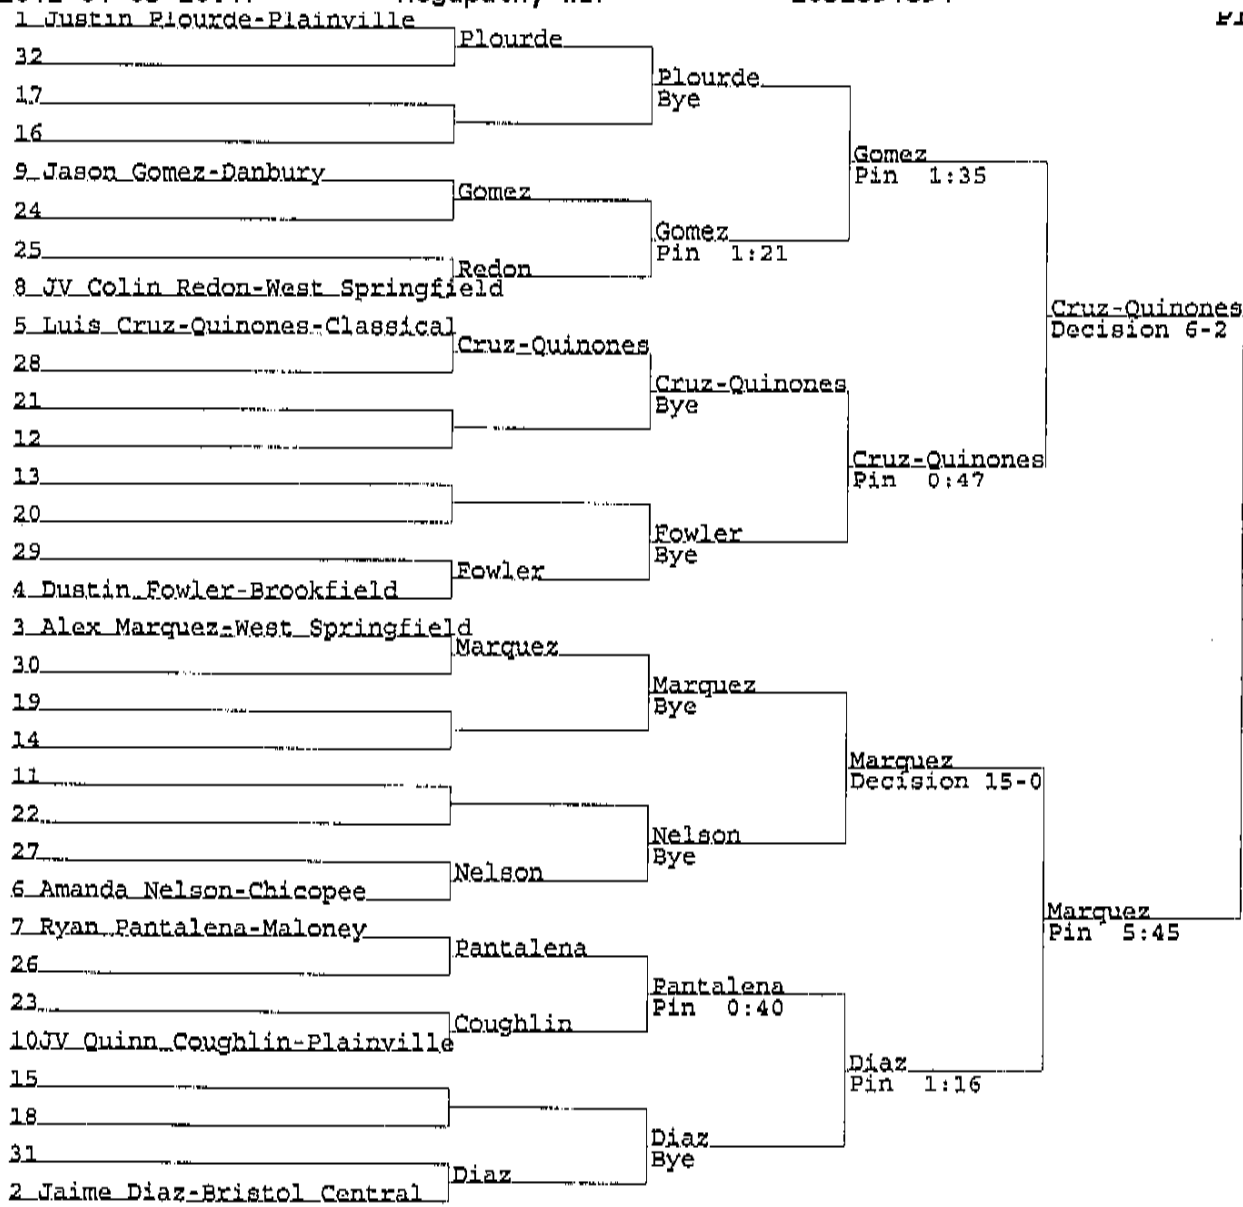 1 Justin Plourde-Plainville
Plourde
32
Plourde
Bye
17
16
Gomez
Pin 1:35
9 Jason Gomez-Danbury
Gomez
24
Gomez
Pin 1:21
25
Redon
8 JV Colin Redon-West Springfield
Cruz-Quinones
Decision 6-2
5 Luis Cruz-Quinones-Classical
Cruz-Quinones
28
Cruz-Quinones
Bye
21
12
Cruz-Quinones
Pin 0:47
13
20
Fowler
Bye
29
Fowler
4 Dustin Fowler-Brookfield
3 Alex Marquez-West Springfield
Marquez
30
Marquez
Bye
19
14
Marquez
Decision 15-0
11
22
Nelson
Bye
27
Nelson
6 Amanda Nelson-Chicopee
Marquez
Pin 5:45
7 Ryan Pantalena-Maloney
Pantalena
26
Pantalena
Pin 0:40
23
Coughlin
10JV Quinn Coughlin-Plainville
Diaz
Pin 1:16
15
18
Diaz
Bye
31
Diaz
2 Jaime Diaz-Bristol Central